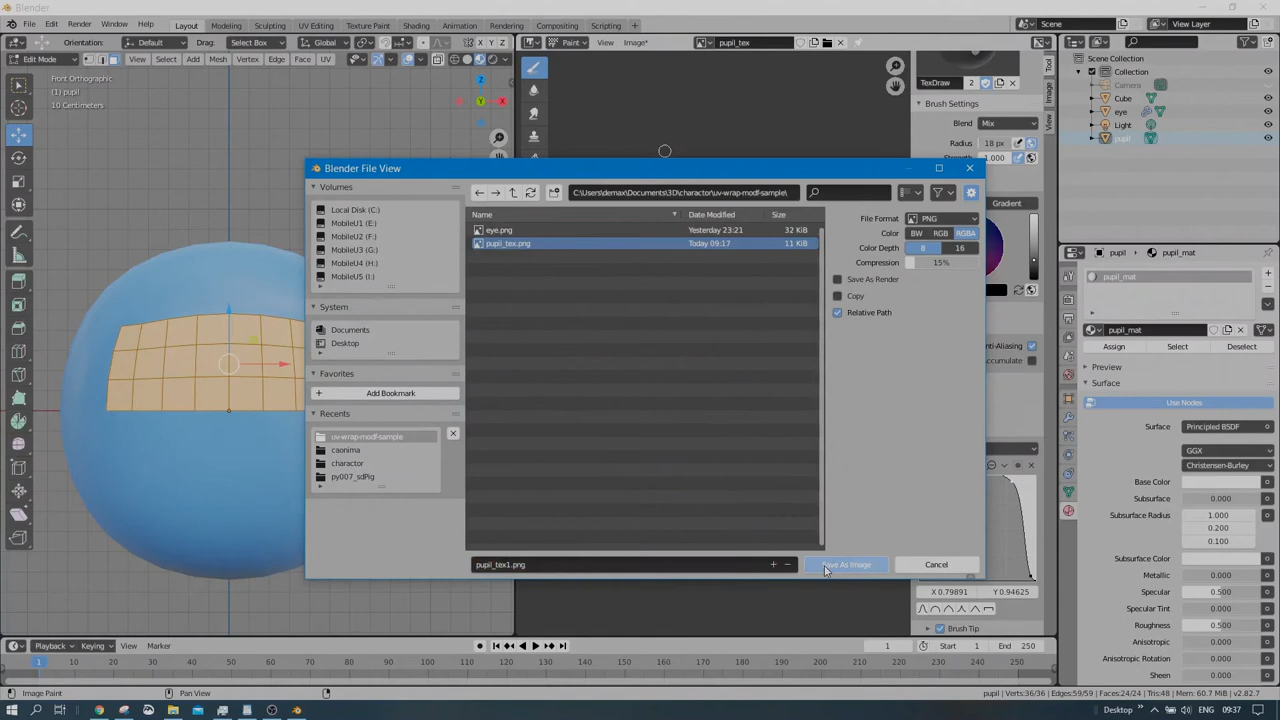 Blender
File Edit Render Window Help Layout Modeling Sculpting UV Editing Texture Paint Shading Animation Rendering Compositing Scripting + Scene View Layer
Orientation: Default Drag: Select Box Global X Y Z Paint View Image* pupil_tex
Edit Mode View Select Add Mesh Vertex Edge Face UV
Front Orthographic
(1) pupil
10 Centimeters
Z
Y
X
TexDraw 2
Brush Settings
Blend Mix
Radius 18 px
1.000
Gradient
Anti-Aliasing
Accumulate
X 0.79891 Y 0.94625
Brush Tip
Tool
Image
View
Scene Collection
Collection
Camera
Cube
eye
Light
pupil
Blender File View
Volumes
Local Disk (C:)
MobileU1 (E:)
MobileU2 (F:)
MobileU3 (G:)
MobileU4 (H:)
MobileU5 (I:)
System
Documents
Desktop
Favorites
Add Bookmark
Recents
uv-wrap-modf-sample
caonima
charactor
py007_sdPig
C:\Users\demax\Documents\3D\charactor\uv-wrap-modf-sample\
Name Date Modified Size
eye.png Yesterday 23:21 32 KiB
pupil_tex.png Today 09:17 11 KiB
File Format PNG
Color BW RGB RGBA
Color Depth 8 16
Compression 15%
Save As Render
Copy
Relative Path
pupil_tex1.png + − Save As Image Cancel
pupil pupil_mat
pupil_mat
pupil_mat
Assign Select Deselect
Preview
Surface
Use Nodes
Surface Principled BSDF
GGX
Christensen-Burley
Base Color
Subsurface 0.000
Subsurface Radius 1.000
0.200
0.100
Subsurface Color
Metallic 0.000
Specular 0.500
Specular Tint 0.000
Roughness 0.500
Anisotropic 0.000
Anisotropic Rotation 0.000
Sheen 0.000
Playback Keying View Marker 1 Start 1 End 250
1 10 20 30 40 50 60 70 80 90 100 110 120 130 140 150 160 170 180 190 200 210 220 230 240 250
Image Paint Pan View pupil | Verts:36/36 | Edges:59/59 | Faces:24/24 | Tris:48 | Mem: 60.7 MiB | v2.82.7
Desktop ENG 09:37